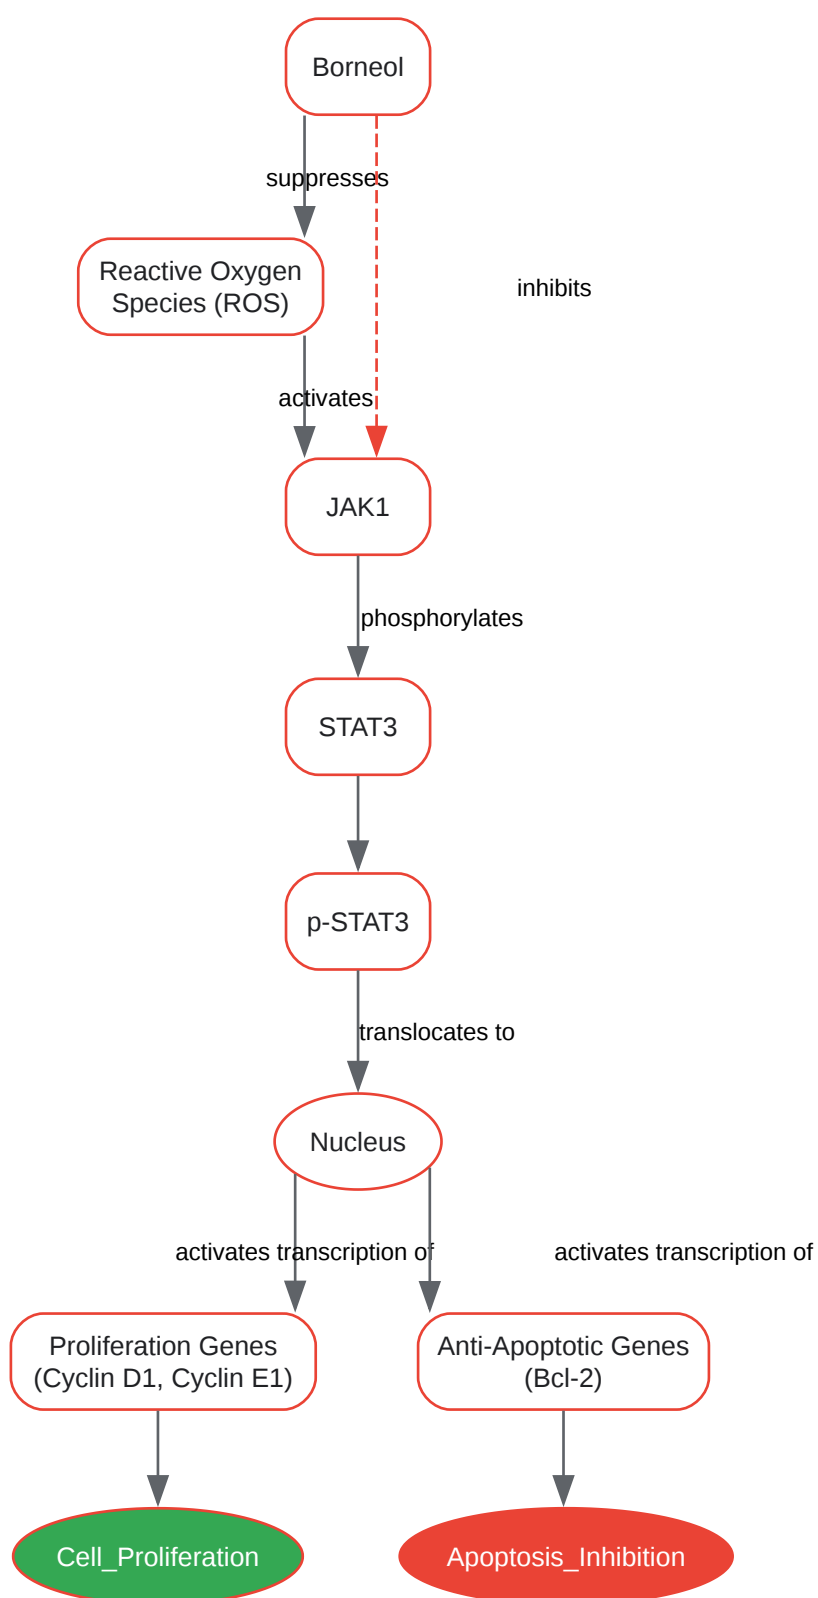 Borneol
suppresses
Reactive Oxygen
Species (ROS)
inhibits
activates
JAK1
phosphorylates
STAT3
p-STAT3
translocates to
Nucleus
activates transcription of
activates transcription of
Proliferation Genes
(Cyclin D1, Cyclin E1)
Anti-Apoptotic Genes
(Bcl-2)
Cell_Proliferation
Apoptosis_Inhibition